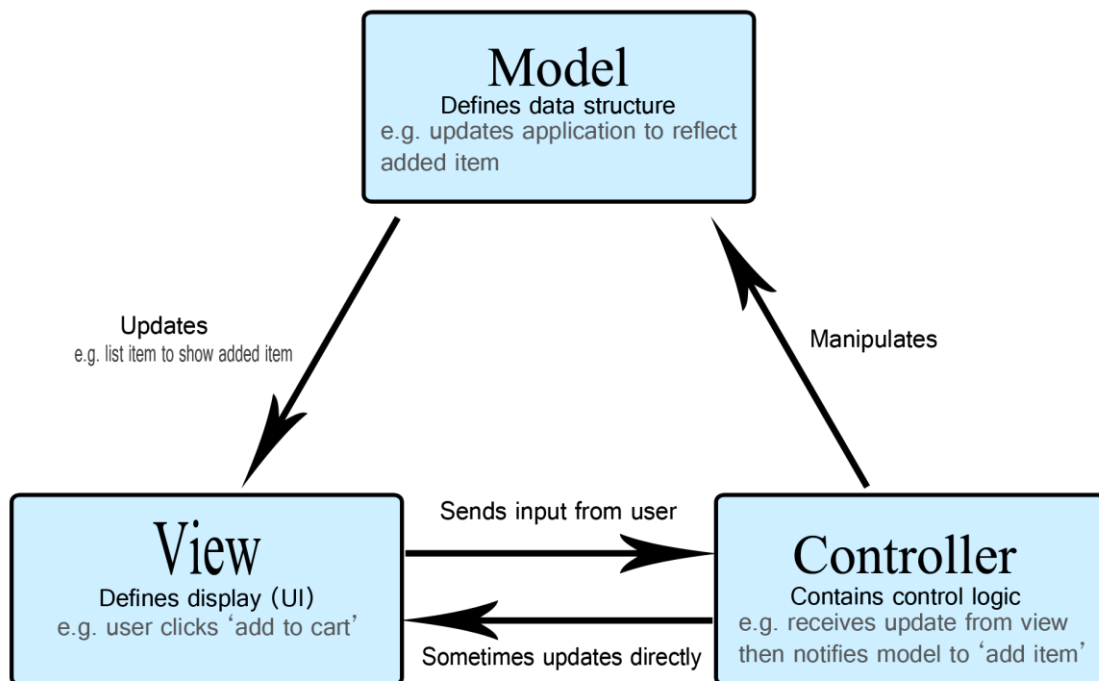 Model
Defines data structure
e.g. updates application to reflect
added item
Updates
e.g. list item to show added item
Manipulates
Sends input from user
View
Defines display (UI)
e.g. user clicks ‘add to cart’
Sometimes updates directly
Controller
Contains control logic
e.g. receives update from view
then notifies model to ‘add item’